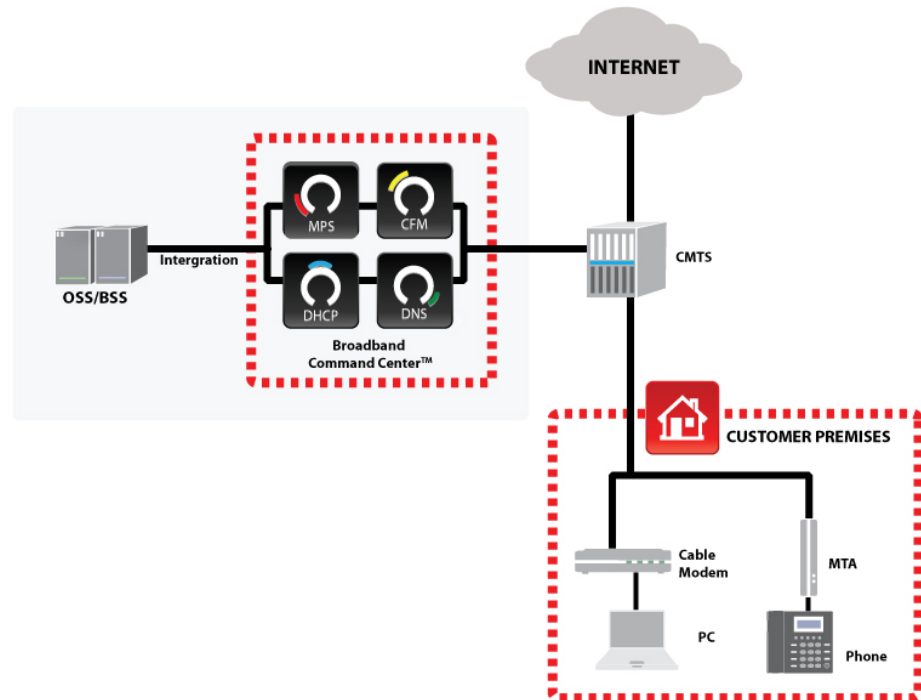 INTERNET
MPS
CFM
CMTS
Intergration
OSS/BSS
DHCP
DNS
Broadband
Command Center™
CUSTOMER PREMISES
Cable
Modem
MTA
PC
Phone